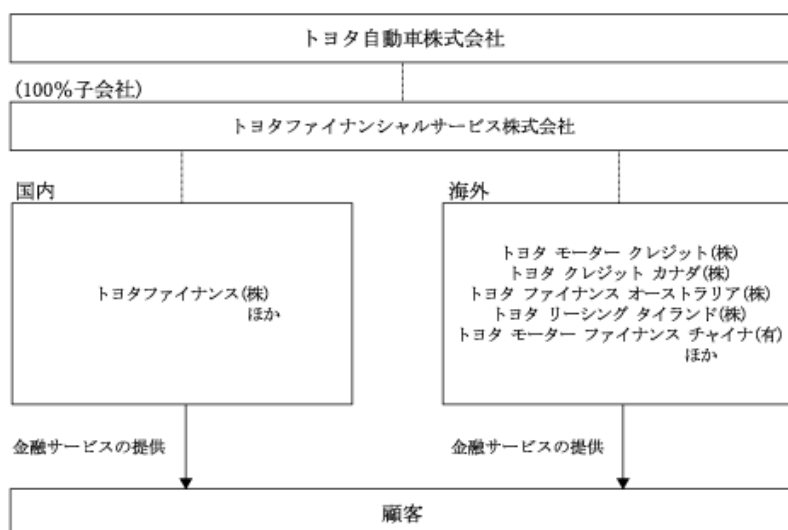 トヨタ自動車株式会社
(100％子会社)
トヨタファイナンシャルサービス株式会社
国内
トヨタファイナンス(株)
ほか
海外
トヨタ モーター クレジット(株)
トヨタ クレジット カナダ(株)
トヨタ ファイナンス オーストラリア(株)
トヨタ リーシング タイランド(株)
トヨタ モーター ファイナンス チャイナ(有)
ほか
金融サービスの提供
金融サービスの提供
顧客